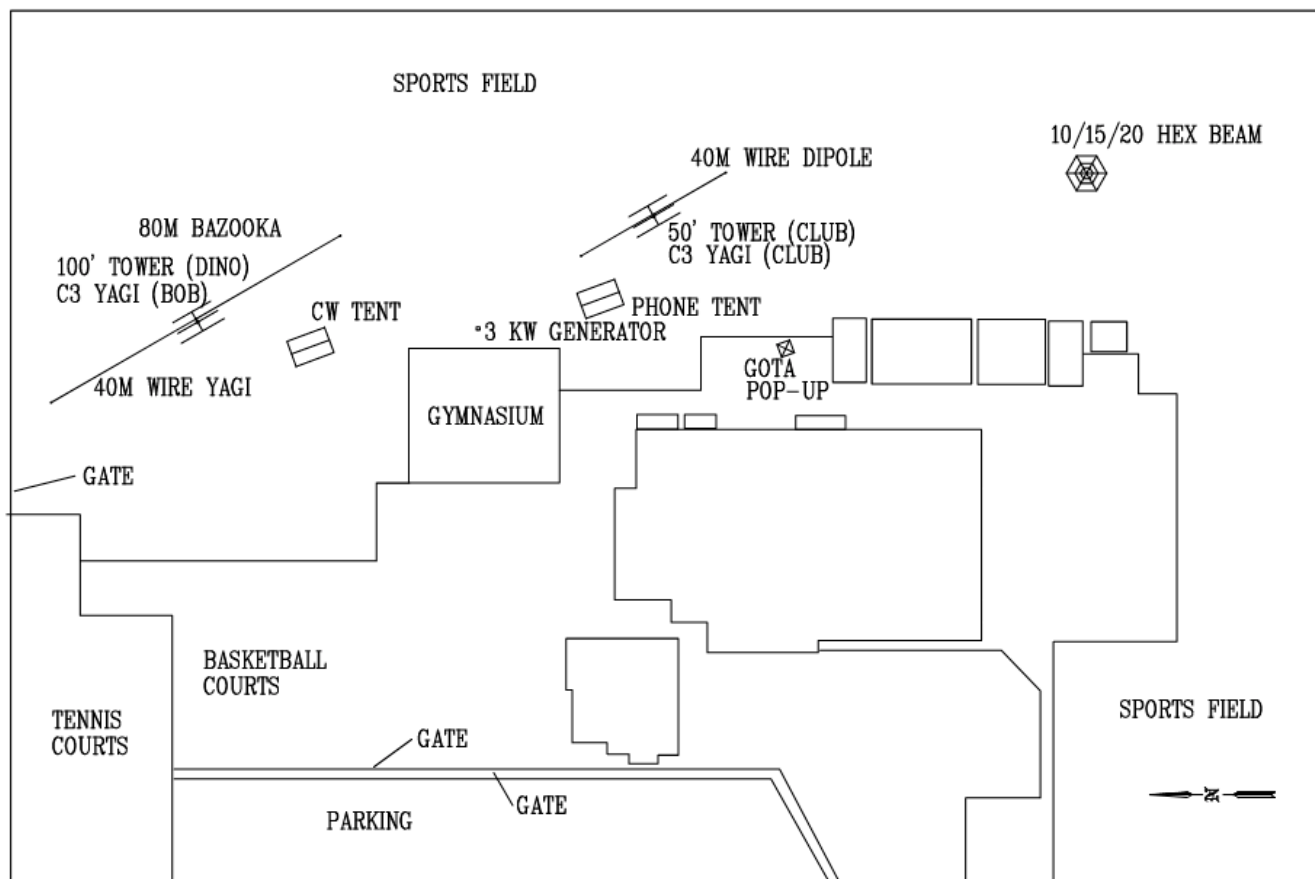 SPORTS FIELD
10/15/20 HEX BEAM
40M WIRE DIPOLE
80M BAZOOKA
50' TOWER (CLUB)
C3 YAGI (CLUB)
100' TOWER (DINO)
C3 YAGI (BOB)
CW TENT
PHONE TENT
3 KW GENERATOR
40M WIRE YAGI
GOTA
POP-UP
GYMNASIUM
GATE
BASKETBALL
COURTS
TENNIS
COURTS
SPORTS FIELD
GATE
GATE
PARKING
N